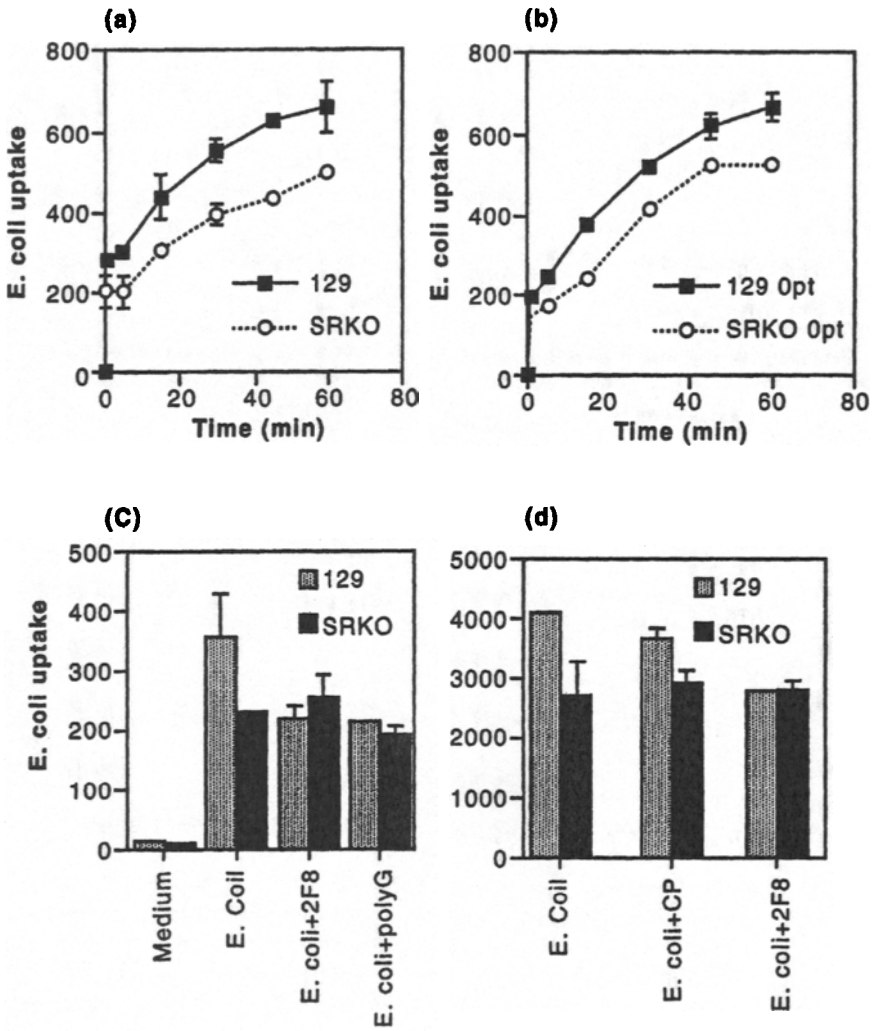 (a)
800
600
400
200
0
E. coli uptake
129
SRKO
0
20
40
60
80
Time (min)
(b)
800
600
400
200
0
E. coli uptake
129 0pt
SRKO 0pt
0
20
40
60
80
Time (min)
(C)
500
400
300
200
100
0
E. coli uptake
129
SRKO
Medium
E. Coil
E. coli+2F8
E. coli+polyG
(d)
5000
4000
3000
2000
1000
0
129
SRKO
E. Coil
E. coli+CP
E. coli+2F8